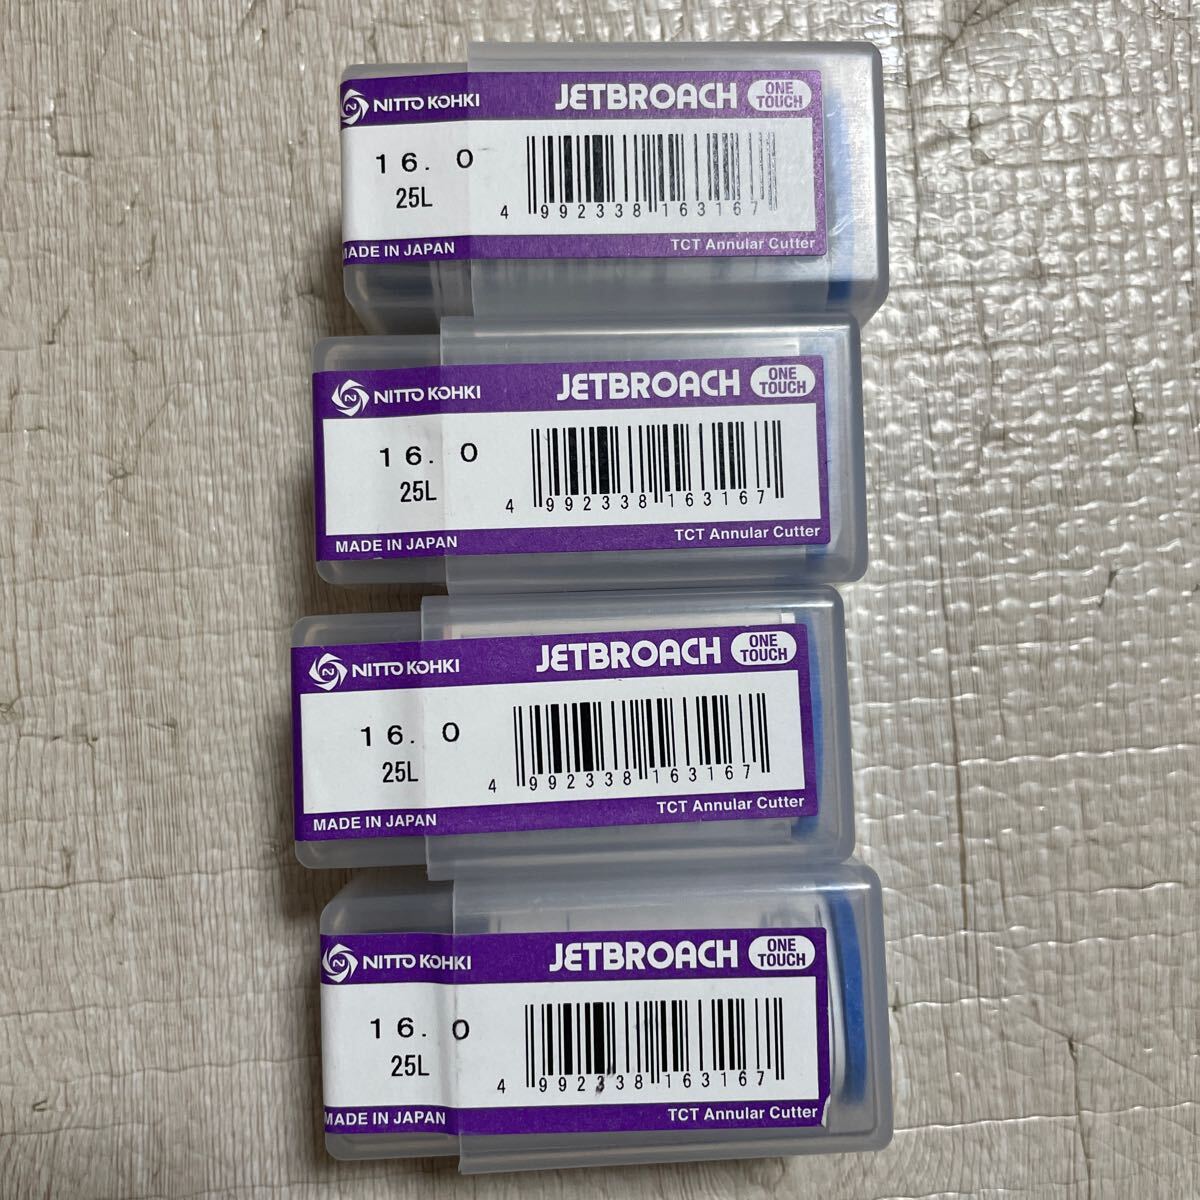 NITTO KOHKI JETBROACH ONE TOUCH
16.0
25L
4 992338 163167
MADE IN JAPAN TCT Annular Cutter
NITTO KOHKI JETBROACH ONE TOUCH
16.0
25L
4 992338 163167
MADE IN JAPAN TCT Annular Cutter
NITTO KOHKI JETBROACH ONE TOUCH
16.0
25L
4 992338 163167
MADE IN JAPAN TCT Annular Cutter
NITTO KOHKI JETBROACH ONE TOUCH
16.0
25L
4 992338 163167
MADE IN JAPAN TCT Annular Cutter